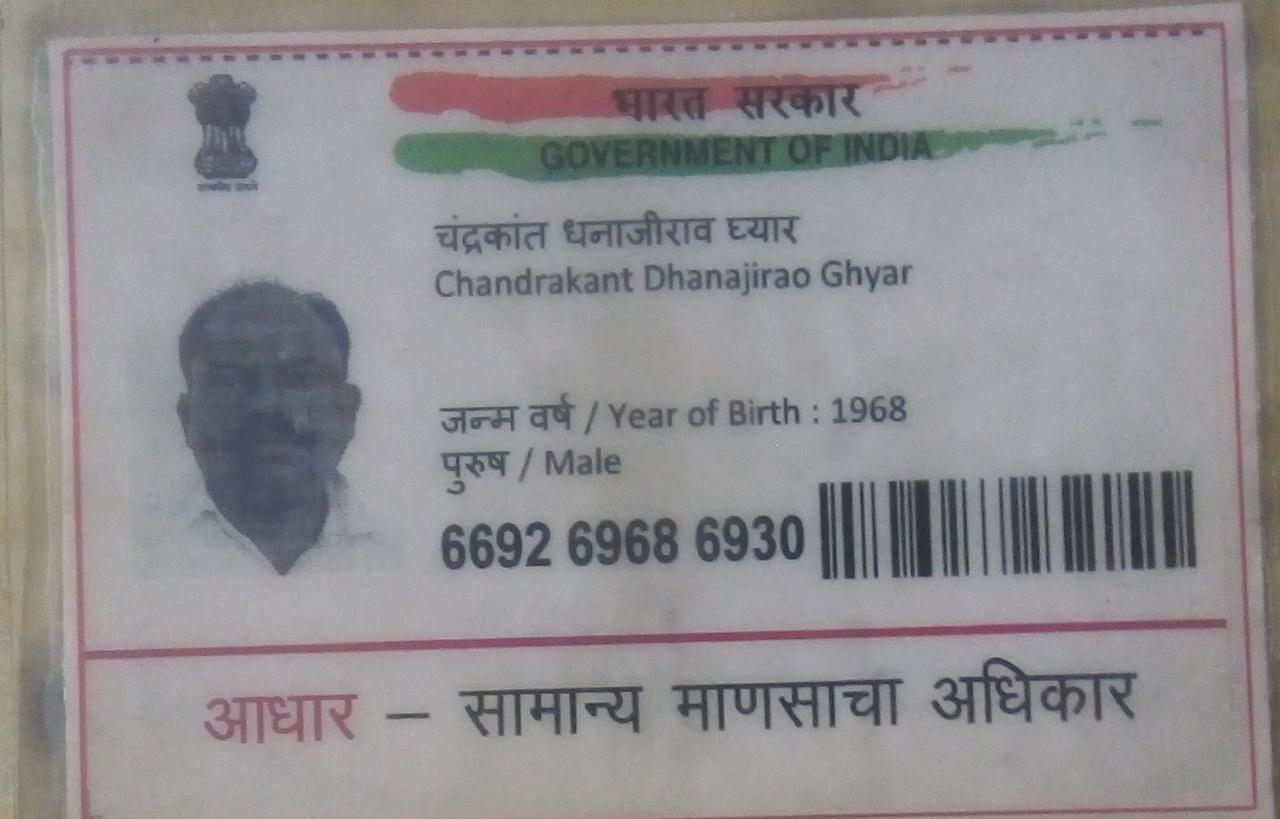 भारत सरकार
GOVERNMENT OF INDIA
चंद्रकांत धनाजीराव घ्यार
Chandrakant Dhanajirao Ghyar
जन्म वर्ष / Year of Birth : 1968
पुरुष / Male
6692 6968 6930
आधार – सामान्य माणसाचा अधिकार